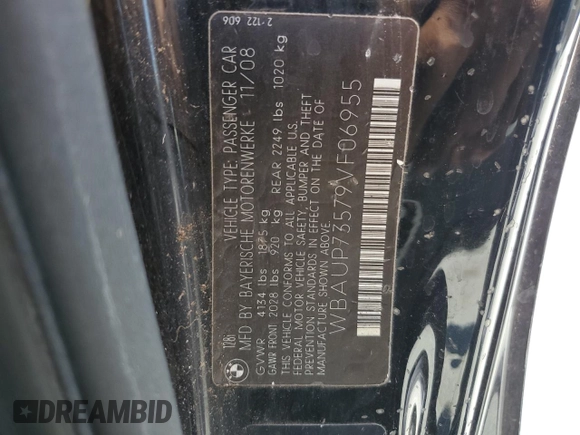 2-122 6D6
VEHICLE TYPE: PASSENGER CAR
MFD BY BAYERISCHE MOTORENWERKE - 11/08
GVWR 4134 lbs 1875 kg
GAWR FRONT 2028 lbs 920 kg REAR 2249 lbs 1020 kg
THIS VEHICLE CONFORMS TO ALL APPLICABLE U.S.
FEDERAL MOTOR VEHICLE SAFETY, BUMPER AND THEFT
PREVENTION STANDARDS IN EFFECT ON THE DATE OF
MANUFACTURE SHOWN ABOVE.
WBAUP73579VF06955
128i
DREAMBID